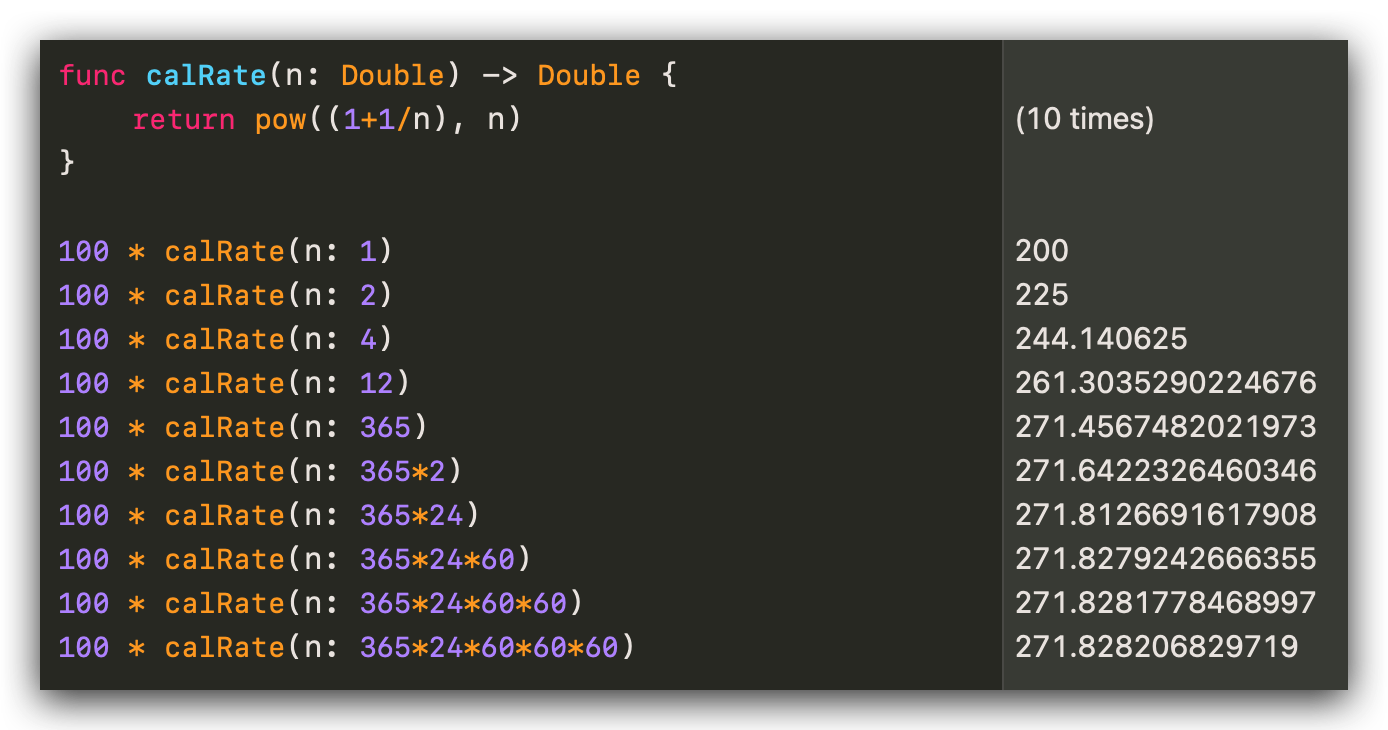 func calRate(n: Double) -> Double {
return pow((1+1/n), n) (10 times)
}
100 * calRate(n: 1) 200
100 * calRate(n: 2) 225
100 * calRate(n: 4) 244.140625
100 * calRate(n: 12) 261.3035290224676
100 * calRate(n: 365) 271.4567482021973
100 * calRate(n: 365*2) 271.6422326460346
100 * calRate(n: 365*24) 271.8126691617908
100 * calRate(n: 365*24*60) 271.8279242666355
100 * calRate(n: 365*24*60*60) 271.8281778468997
100 * calRate(n: 365*24*60*60*60) 271.828206829719